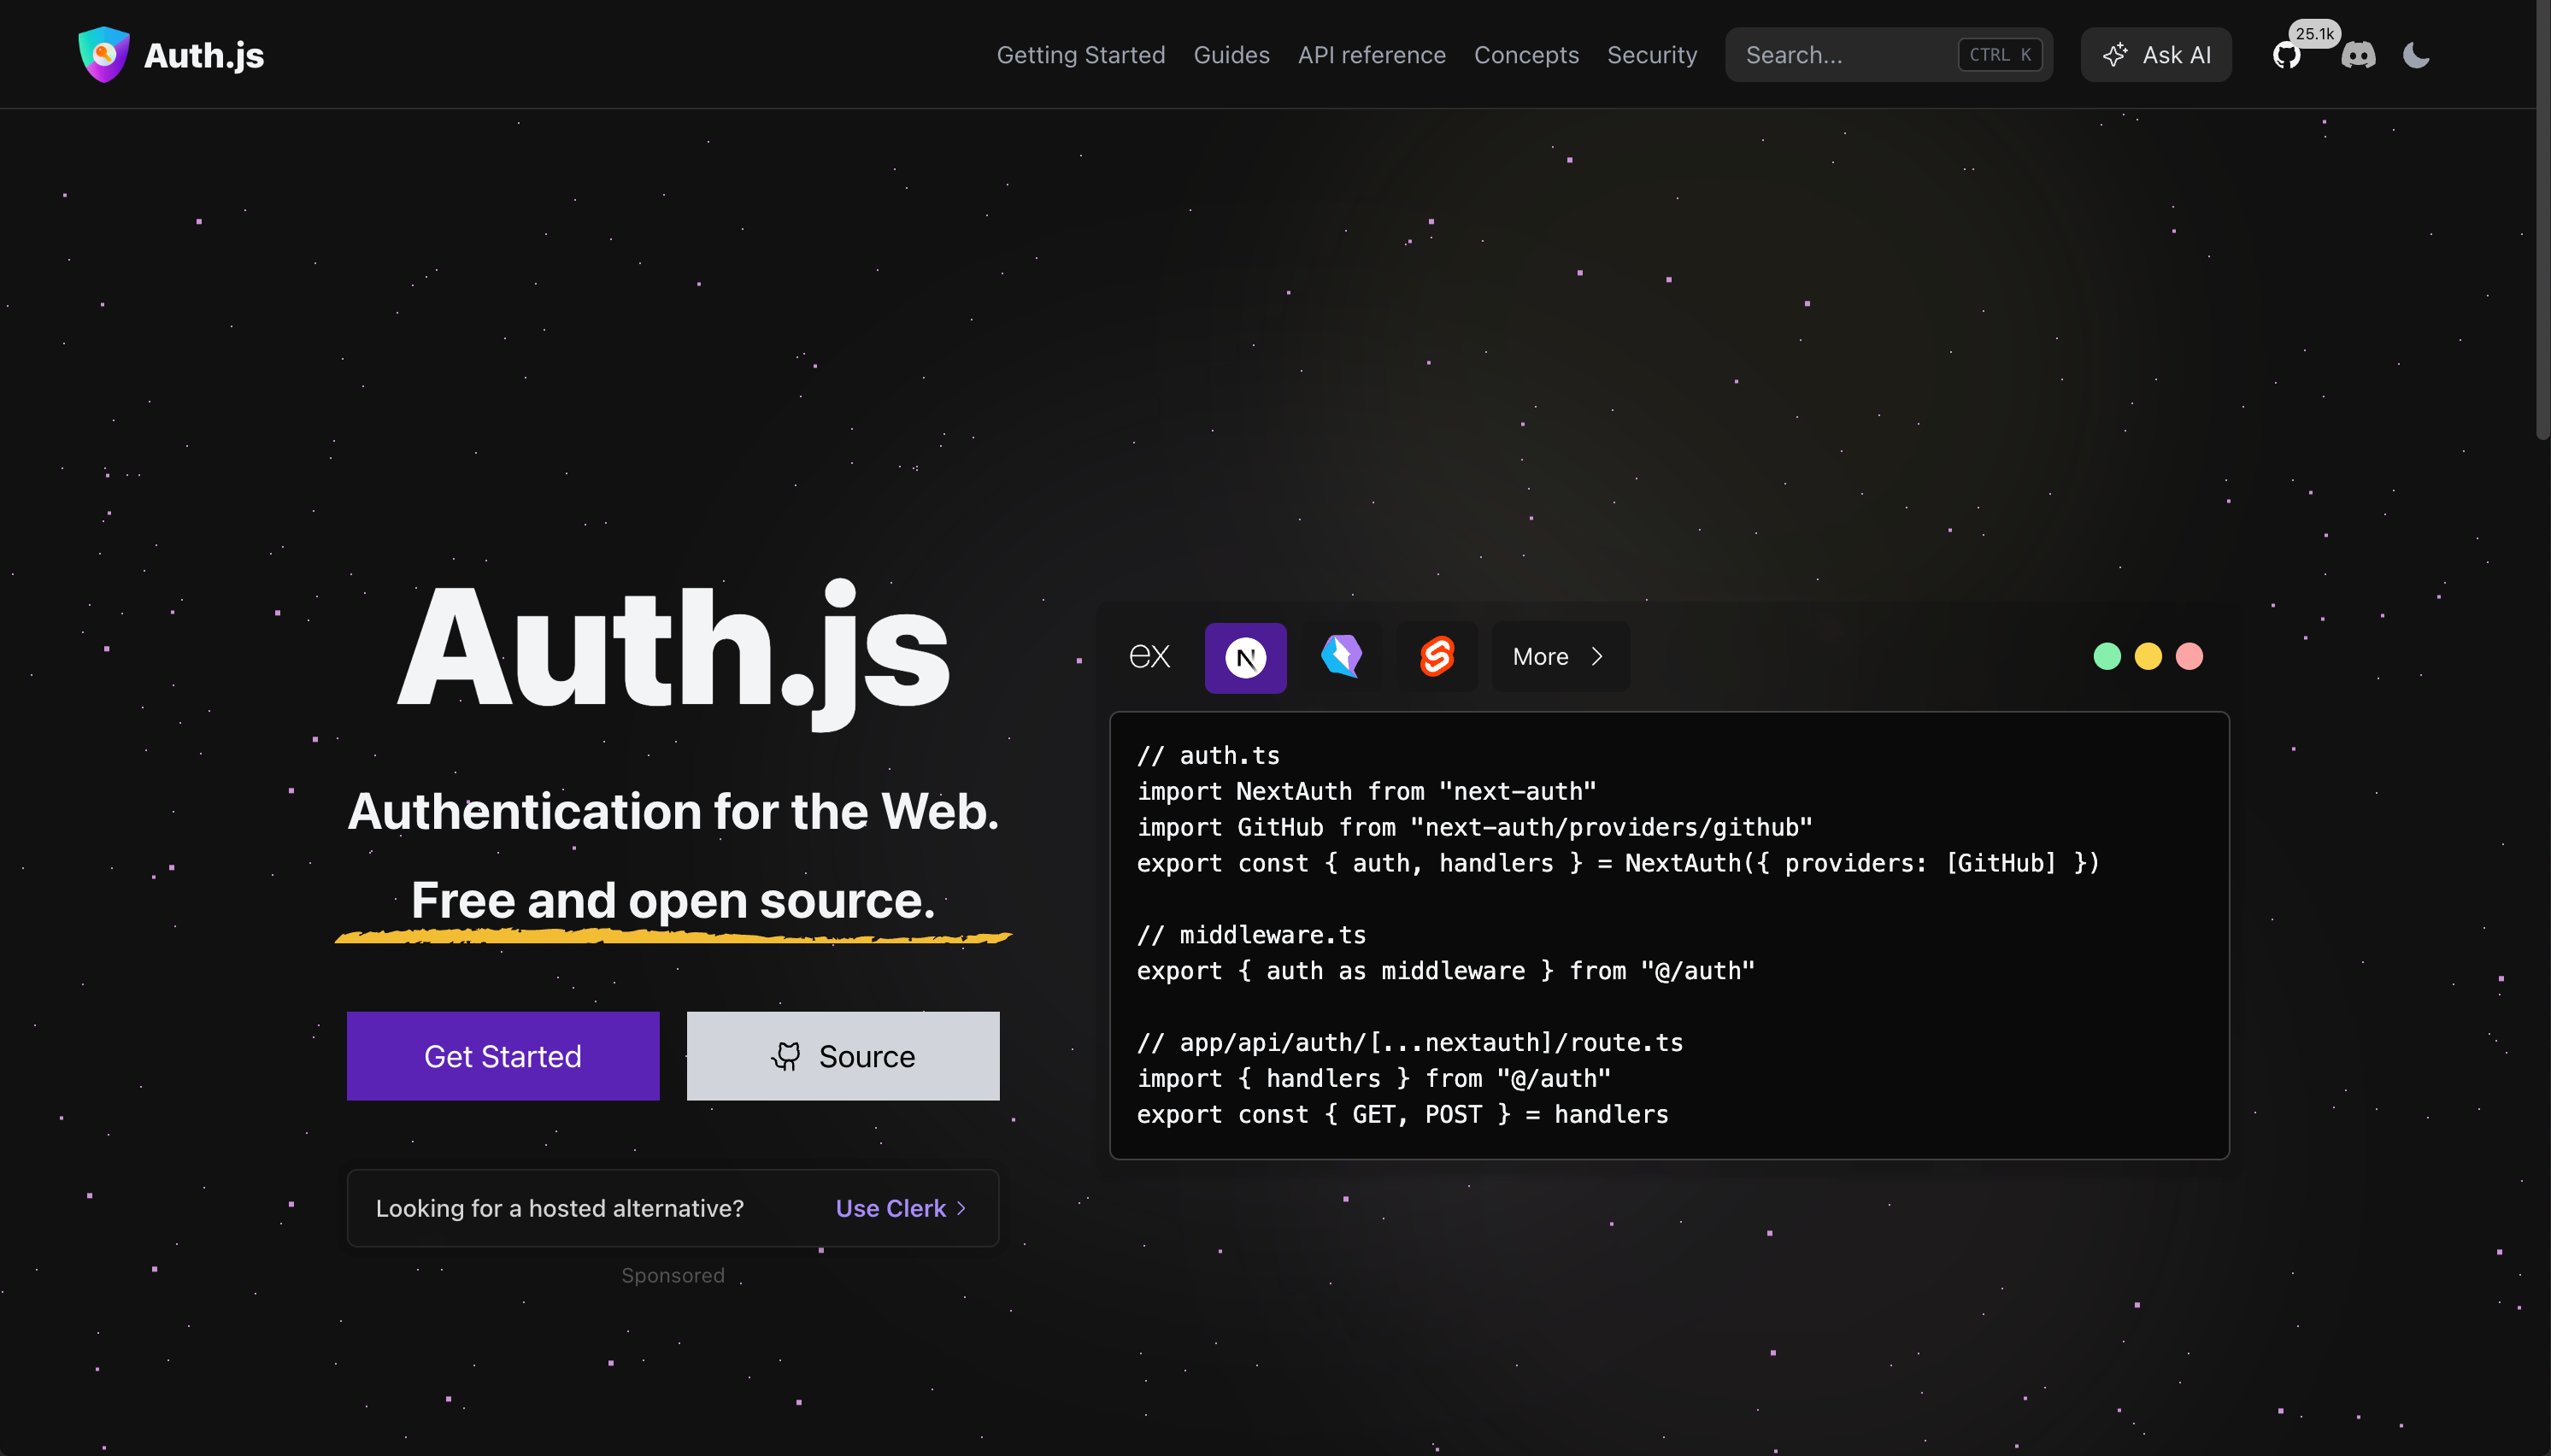 Auth.js
Getting Started
Guides
API reference
Concepts
Security
Search...
CTRL K
Ask AI
25.1k
Auth.js
Authentication for the Web.
Free and open source.
Get Started
Source
Looking for a hosted alternative?
Use Clerk
Sponsored
ex
N
More
// auth.ts
import NextAuth from "next-auth"
import GitHub from "next-auth/providers/github"
export const { auth, handlers } = NextAuth({ providers: [GitHub] })
// middleware.ts
export { auth as middleware } from "@/auth"
// app/api/auth/[...nextauth]/route.ts
import { handlers } from "@/auth"
export const { GET, POST } = handlers